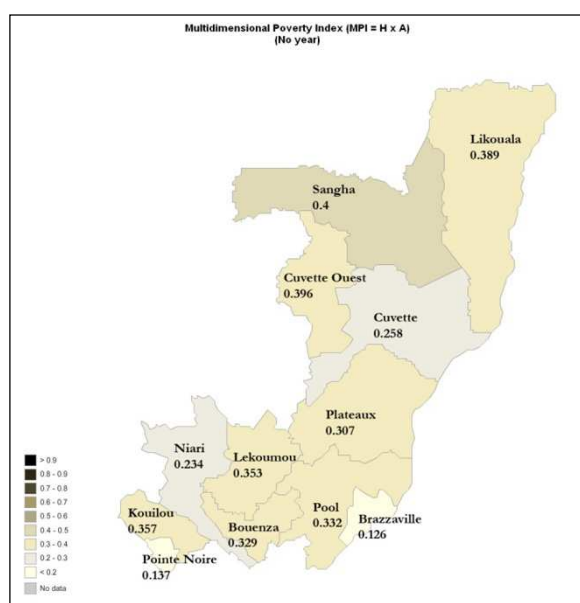 Multidimensional Poverty Index (MPI = H x A)
(No year)
Likouala
0.389
Sangha
0.4
Cuvette Ouest
0.396
Cuvette
0.258
Plateaux
0.307
Niari
0.234
Lekoumou
0.353
Kouilou
0.357
Bouenza
0.329
Pool
0.332
Brazzaville
0.126
Pointe Noire
0.137
> 0.9
0.8 - 0.9
0.7 - 0.8
0.6 - 0.7
0.5 - 0.6
0.4 - 0.5
0.3 - 0.4
0.2 - 0.3
< 0.2
No data